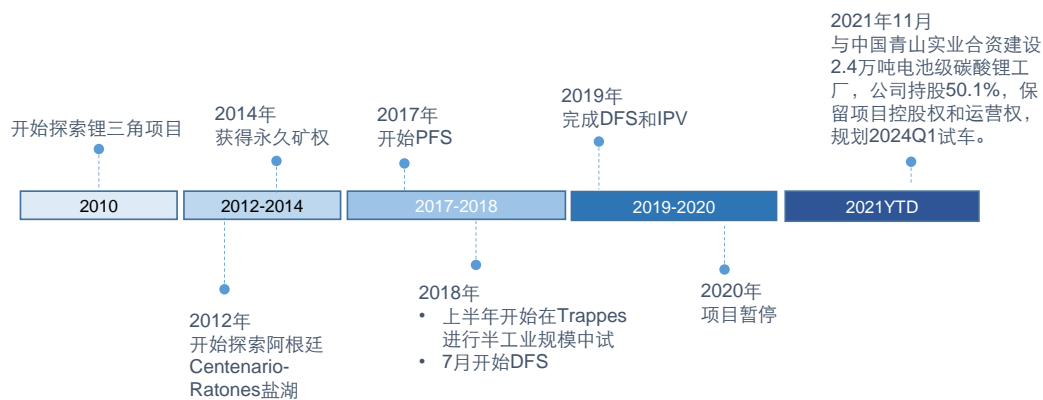 开始探索锂三角项目
2014年
获得永久矿权
2017年
开始PFS
2019年
完成DFS和IPV
2021年11月
与中国青山实业合资建设
2.4万吨电池级碳酸锂工
厂，公司持股50.1%，保
留项目控股权和运营权，
规划2024Q1试车。
2010
2012-2014
2017-2018
2019-2020
2021YTD
2012年
开始探索阿根廷
Centenario-
Ratones盐湖
2018年
• 上半年开始在Trappes
进行半工业规模中试
• 7月开始DFS
2020年
项目暂停